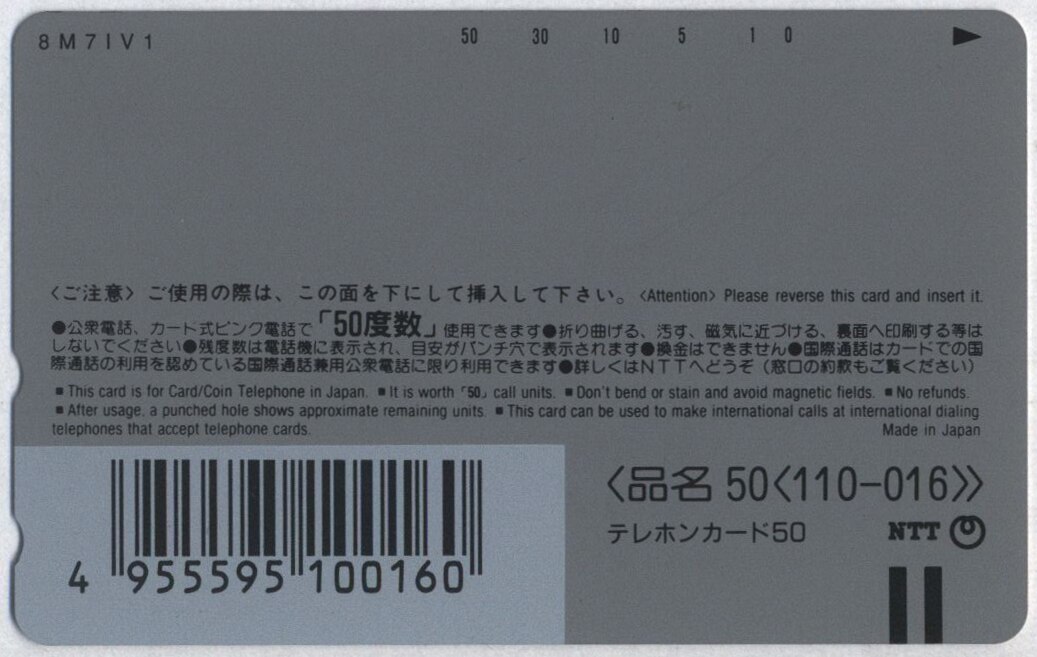 8M7IV1 50 30 10 5 1 0
〈ご注意〉ご使用の際は、この面を下にして挿入して下さい。〈Attention〉Please reverse this card and insert it.
●公衆電話、カード式ピンク電話で「50度数」使用できます●折り曲げる、汚す、磁気に近づける、裏面へ印刷する等は
しないでください●残度数は電話機に表示され、目安がパンチ穴で表示されます●換金はできません●国際通話はカードでの国
際通話の利用を認めている国際通話兼用公衆電話に限り利用できます●詳しくはNTTへどうぞ（窓口の約款もご覧ください）
■ This card is for Card/Coin Telephone in Japan. ■ It is worth「50」call units. ■ Don't bend or stain and avoid magnetic fields. ■ No refunds.
■ After usage, a punched hole shows approximate remaining units. ■ This card can be used to make international calls at international dialing
telephones that accept telephone cards.
Made in Japan
〈品名 50〈110-016〉〉
テレホンカード50 NTT
4 955595 100160